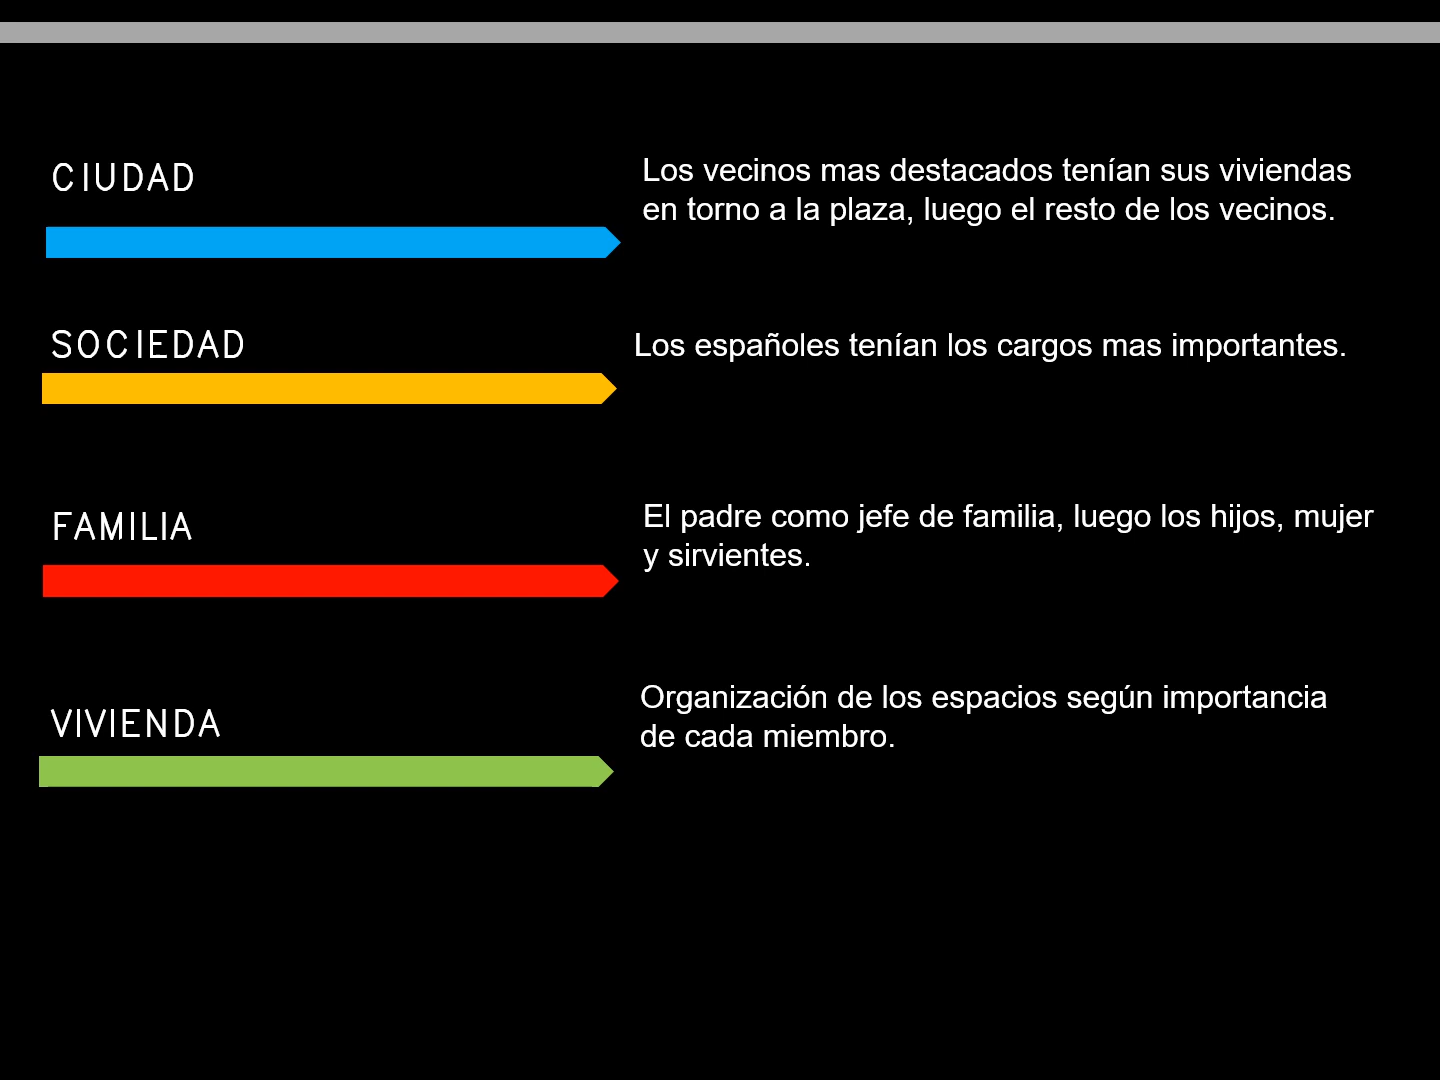 CIUDAD
Los vecinos mas destacados tenían sus viviendas
en torno a la plaza, luego el resto de los vecinos.
SOCIEDAD
Los españoles tenían los cargos mas importantes.
FAMILIA
El padre como jefe de familia, luego los hijos, mujer
y sirvientes.
VIVIENDA
Organización de los espacios según importancia
de cada miembro.